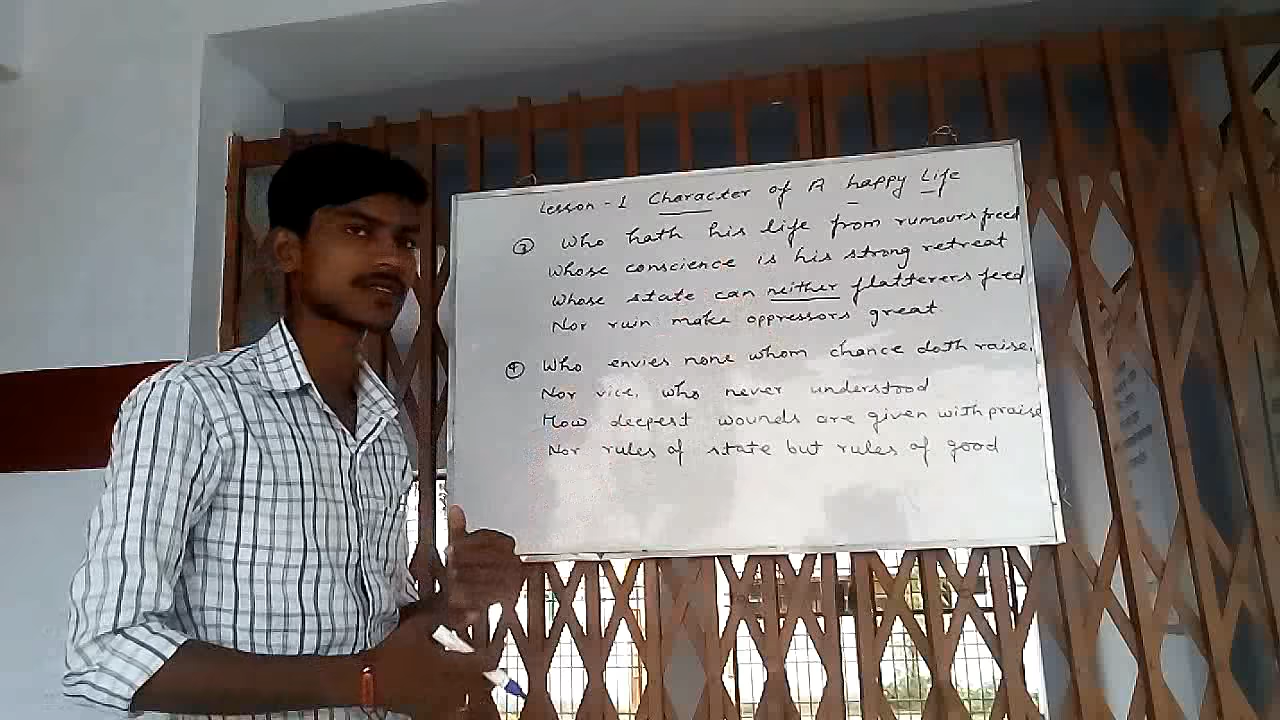 Lesson - 1 Character of A happy Life
③ Who hath his life from rumours freed
Whose conscience is his strong retreat
Whose state can neither flatterers feed
Nor ruin make oppressors great.
④ Who envies none whom chance doth raise,
Nor vice, who never understood
How deepest wounds are given with praise
Nor rules of state but rules of good